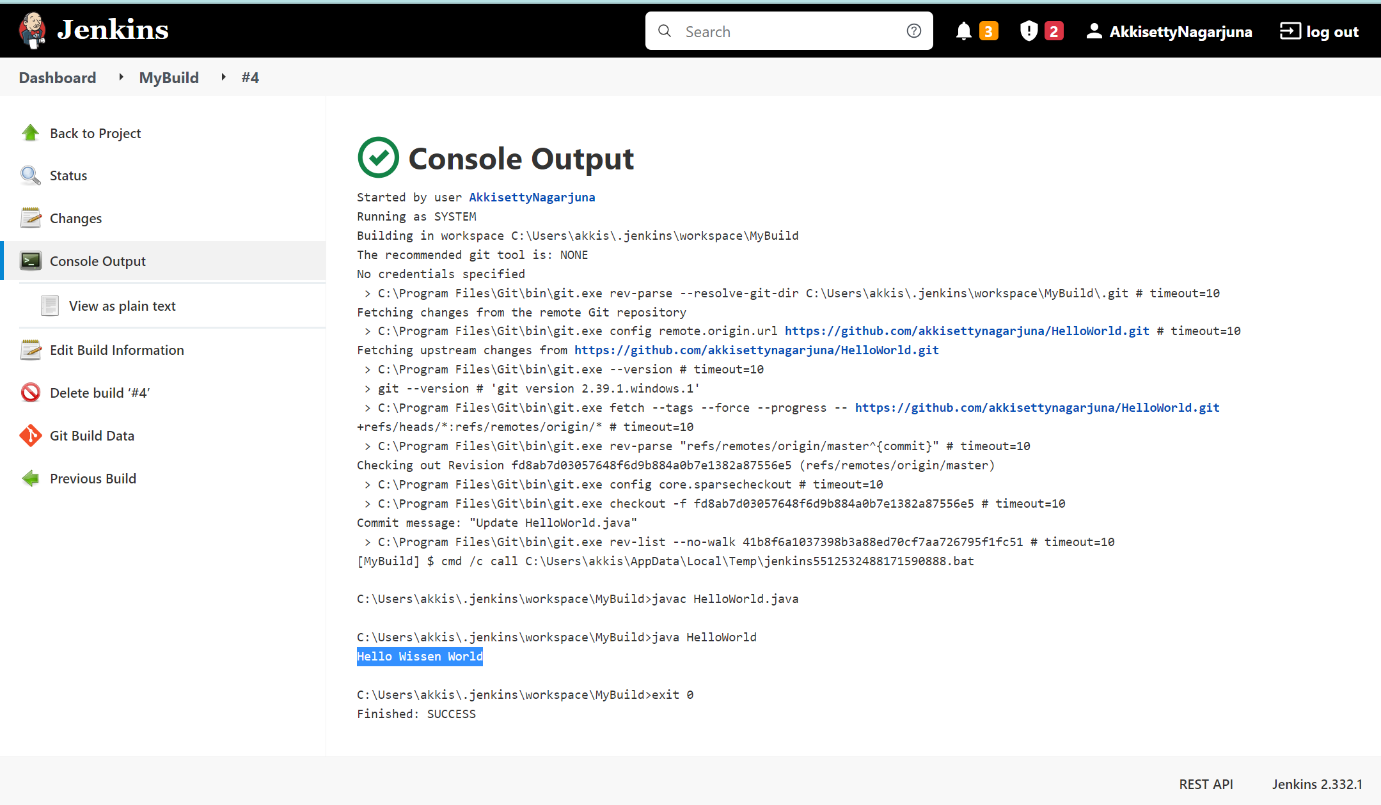 Jenkins
Search
3
2
AkkisettyNagarjuna
log out
Dashboard
MyBuild
#4
Back to Project
Status
Changes
Console Output
View as plain text
Edit Build Information
Delete build ‘#4’
Git Build Data
Previous Build
Console Output
Started by user AkkisettyNagarjuna
Running as SYSTEM
Building in workspace C:\Users\akkis\.jenkins\workspace\MyBuild
The recommended git tool is: NONE
No credentials specified
 > C:\Program Files\Git\bin\git.exe rev-parse --resolve-git-dir C:\Users\akkis\.jenkins\workspace\MyBuild\.git # timeout=10
Fetching changes from the remote Git repository
 > C:\Program Files\Git\bin\git.exe config remote.origin.url https://github.com/akkisettynagarjuna/HelloWorld.git # timeout=10
Fetching upstream changes from https://github.com/akkisettynagarjuna/HelloWorld.git
 > C:\Program Files\Git\bin\git.exe --version # timeout=10
 > git --version # 'git version 2.39.1.windows.1'
 > C:\Program Files\Git\bin\git.exe fetch --tags --force --progress -- https://github.com/akkisettynagarjuna/HelloWorld.git
+refs/heads/*:refs/remotes/origin/* # timeout=10
 > C:\Program Files\Git\bin\git.exe rev-parse "refs/remotes/origin/master^{commit}" # timeout=10
Checking out Revision fd8ab7d03057648f6d9b884a0b7e1382a87556e5 (refs/remotes/origin/master)
 > C:\Program Files\Git\bin\git.exe config core.sparsecheckout # timeout=10
 > C:\Program Files\Git\bin\git.exe checkout -f fd8ab7d03057648f6d9b884a0b7e1382a87556e5 # timeout=10
Commit message: "Update HelloWorld.java"
 > C:\Program Files\Git\bin\git.exe rev-list --no-walk 41b8f6a1037398b3a88ed70cf7aa726795f1fc51 # timeout=10
[MyBuild] $ cmd /c call C:\Users\akkis\AppData\Local\Temp\jenkins5512532488171590888.bat
C:\Users\akkis\.jenkins\workspace\MyBuild>javac HelloWorld.java
C:\Users\akkis\.jenkins\workspace\MyBuild>java HelloWorld
Hello Wissen World
C:\Users\akkis\.jenkins\workspace\MyBuild>exit 0
Finished: SUCCESS
REST API
Jenkins 2.332.1